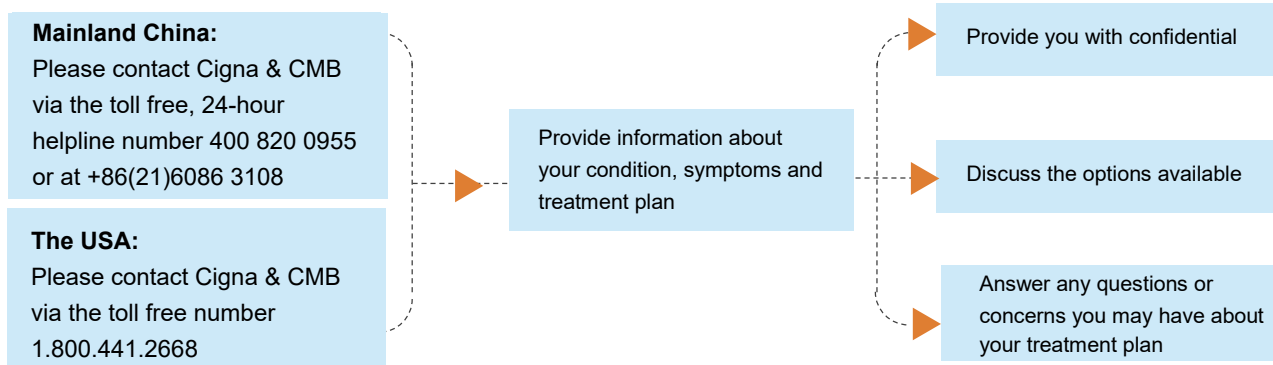 Mainland China:
Please contact Cigna & CMB
via the toll free, 24-hour
helpline number 400 820 0955
or at +86(21)6086 3108
The USA:
Please contact Cigna & CMB
via the toll free number
1.800.441.2668
Provide information about
your condition, symptoms and
treatment plan
Provide you with confidential
Discuss the options available
Answer any questions or
concerns you may have about
your treatment plan